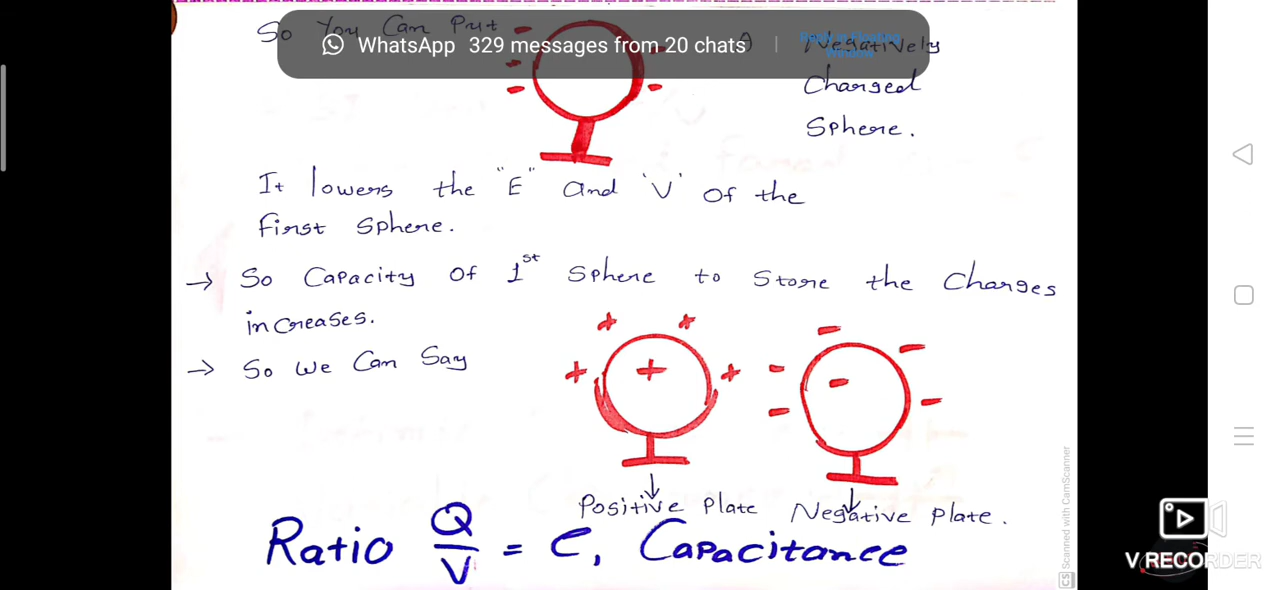 So You Can Put
WhatsApp 329 messages from 20 chats
A Negatively
Charged
Sphere.
It lowers the "E" and 'V' of the
first sphere.
→ So Capacity of 1st Sphere to Store the Charges
increases.
→ So we can Say
+ + + + +
- - - - - -
Positive Plate
Negative Plate.
Ratio Q/V = C, Capacitance
Scanned with CamScanner
CS
V RECORDER